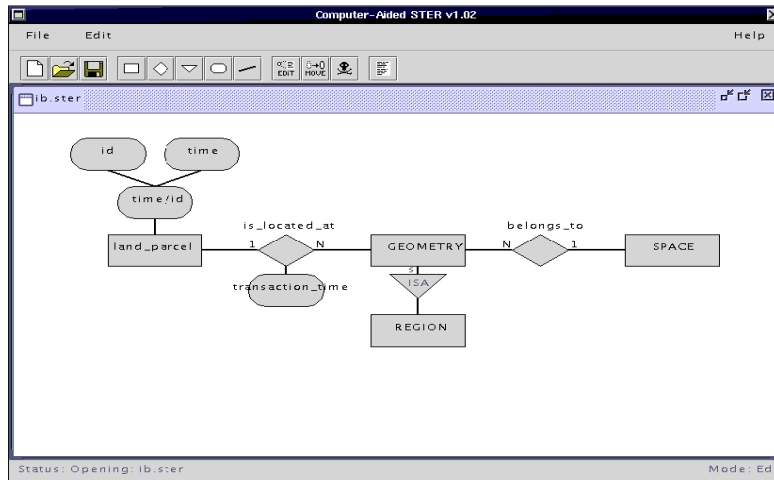 Computer-Aided STER v1.02
File Edit Help
EDIT MOVE
ib.ster
id time
time/id
is_located_at belongs_to
land_parcel 1 N GEOMETRY N 1 SPACE
s
transaction_time ISA
REGION
Status: Opening: ib.ster Mode: Ed